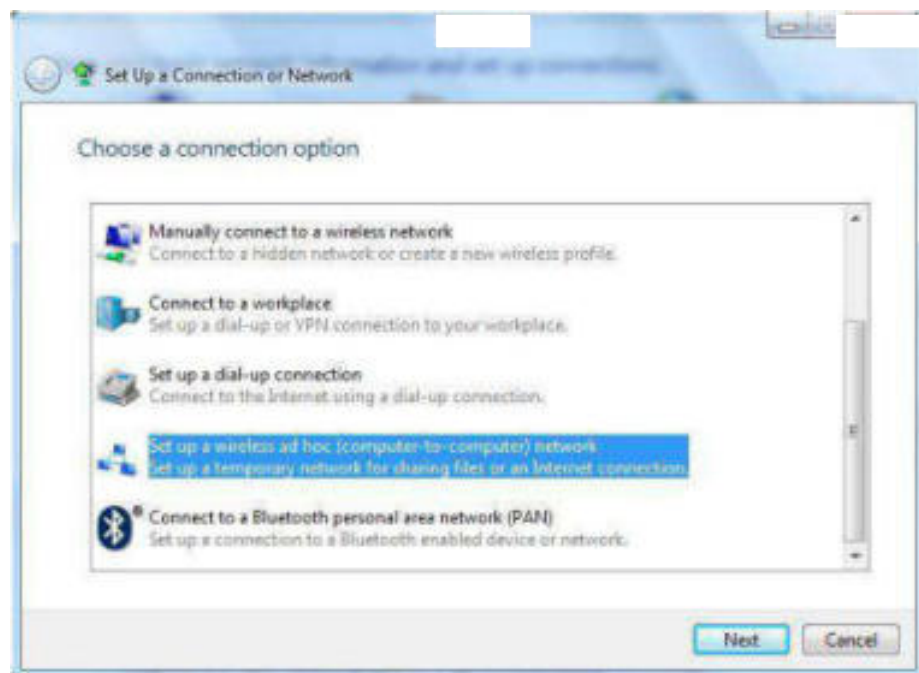 Set Up a Connection or Network
Choose a connection option
Manually connect to a wireless network
Connect to a hidden network or create a new wireless profile.
Connect to a workplace
Set up a dial-up or VPN connection to your workplace.
Set up a dial-up connection
Connect to the Internet using a dial-up connection.
Set up a wireless ad hoc (computer-to-computer) network
Set up a temporary network for sharing files or an Internet connection.
Connect to a Bluetooth personal area network (PAN)
Set up a connection to a Bluetooth enabled device or network.
Next
Cancel